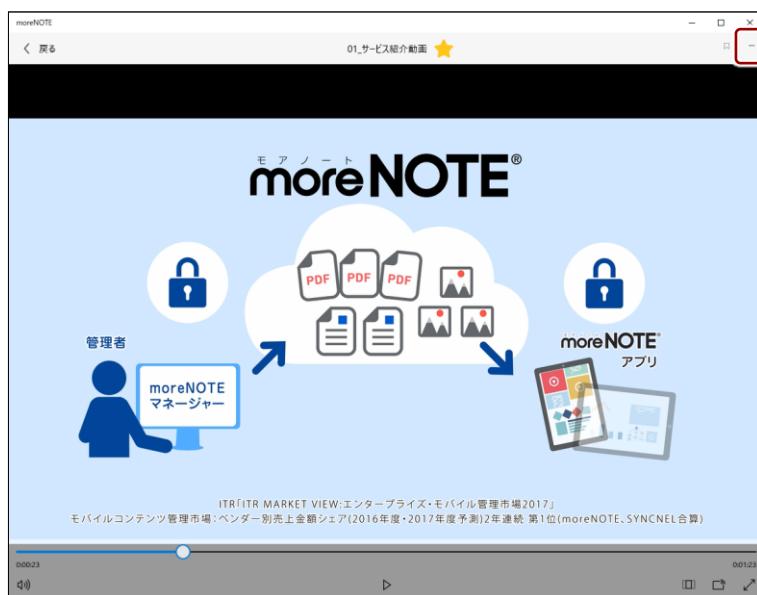 moreNOTE
戻る
01_サービス紹介動画
モアノート
moreNOTE®
PDF PDF PDF
管理者
moreNOTE
マネージャー
moreNOTE®
アプリ
ITR「ITR MARKET VIEW:エンタープライズ・モバイル管理市場2017」
モバイルコンテンツ管理市場:ベンダー別売上金額シェア(2016年度・2017年度予測)2年連続 第1位(moreNOTE、SYNCNEL合算)
0:00:23
0:01:23